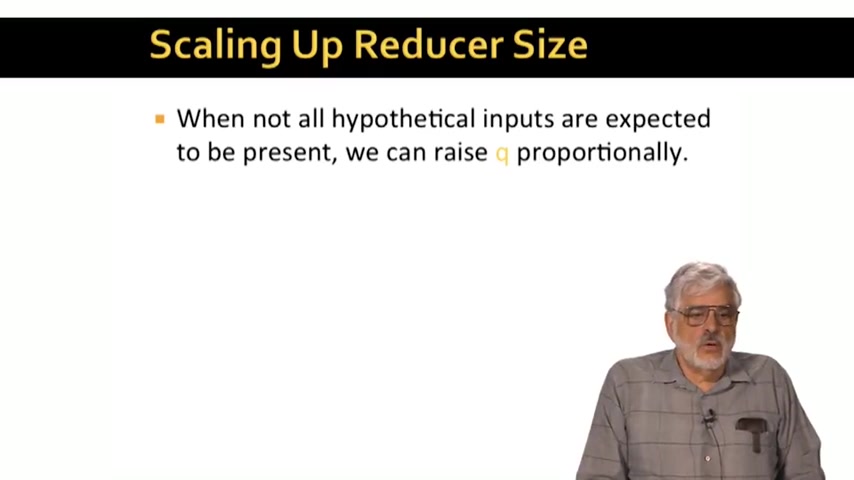 Scaling Up Reducer Size
When not all hypothetical inputs are expected
to be present, we can raise q proportionally.